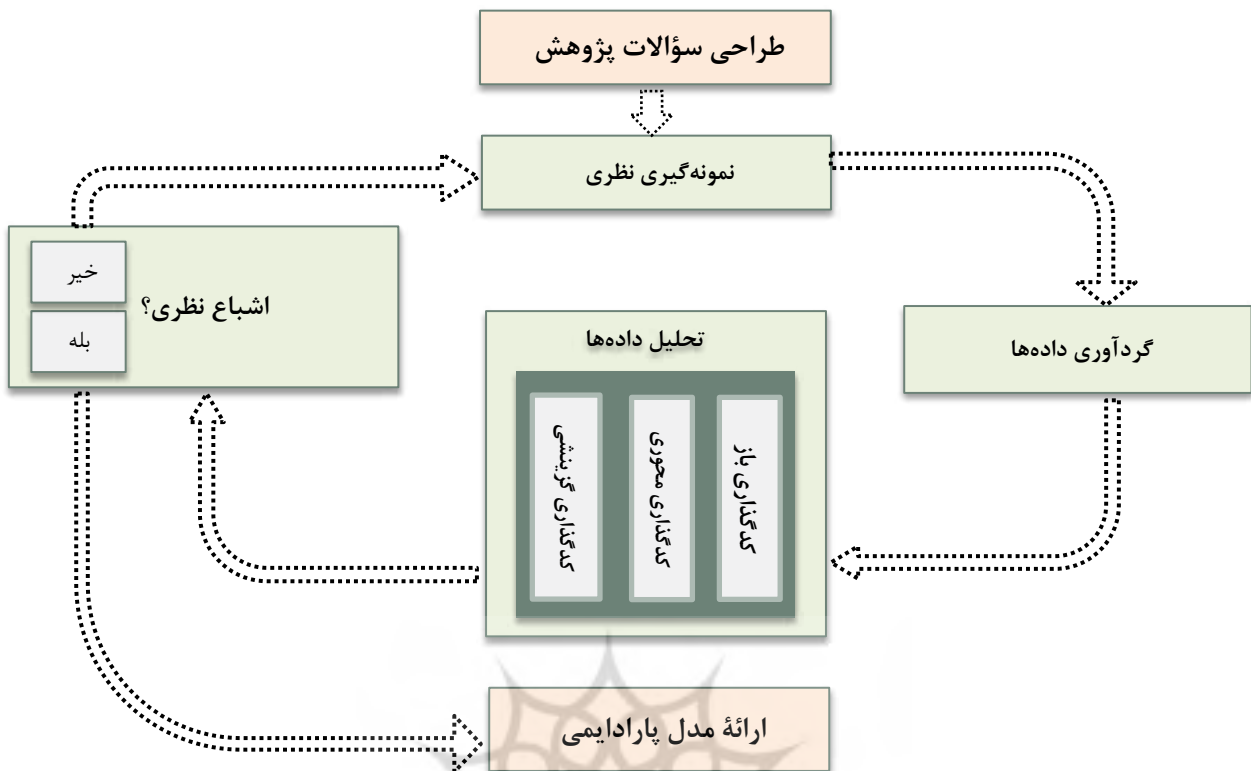 طراحی سؤالات پژوهش
نمونه‌گیری نظری
گردآوری داده‌ها
تحلیل داده‌ها
کدگذاری باز
کدگذاری محوری
کدگذاری گزینشی
اشباع نظری؟
خیر
بله
ارائۀ مدل پارادایمی